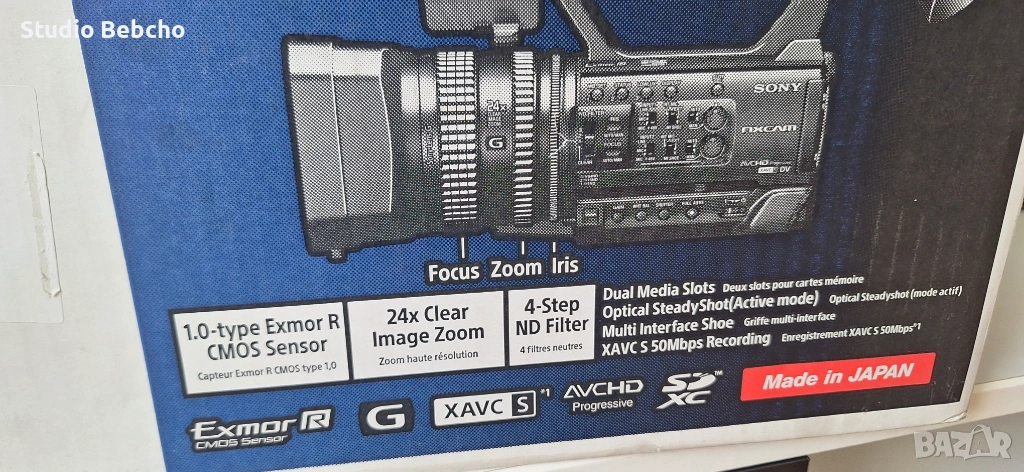 Studio Bebcho
SONY
NXCAM
24x
G
AVCHD
DV
Focus Zoom Iris
1.0-type Exmor R
CMOS Sensor
Capteur Exmor R CMOS type 1,0
24x Clear
Image Zoom
Zoom haute résolution
4-Step
ND Filter
4 filtres neutres
Dual Media Slots Deux slots pour cartes mémoire
Optical SteadyShot(Active mode) Optical Steadyshot (mode actif)
Multi Interface Shoe Griffe multi-interface
XAVC S 50Mbps Recording Enregistrement XAVC S 50Mbps*1
Exmor R
CMOS Sensor
G
XAVC S *1
AVCHD
Progressive
SD XC ™
Made in JAPAN
BAZAR